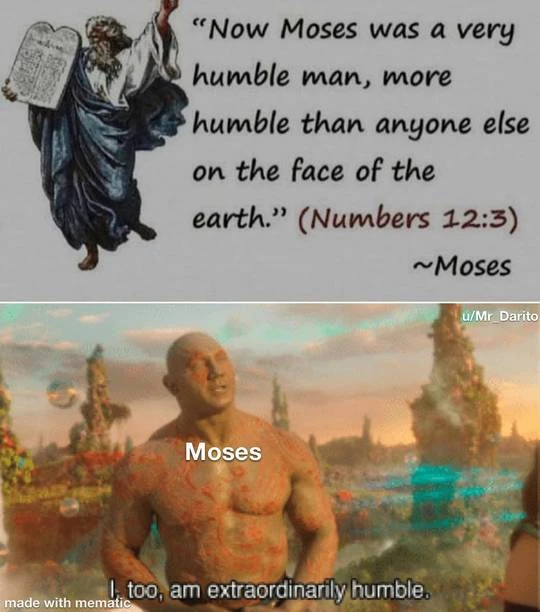 “Now Moses was a very
humble man, more
humble than anyone else
on the face of the
earth.” (Numbers 12:3)
~Moses
u/Mr_Darito
Moses
I, too, am extraordinarily humble.
made with mematic